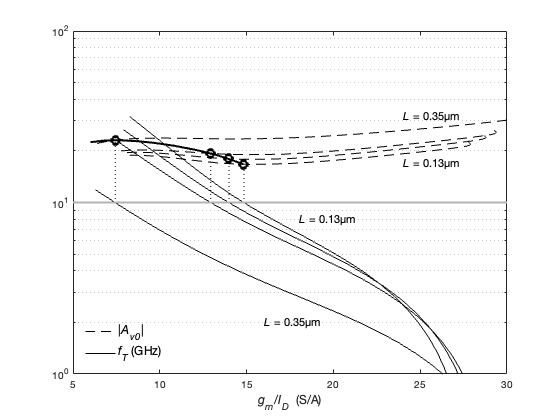 10²
L = 0.35µm
L = 0.13µm
10¹
L = 0.13µm
L = 0.35µm
|A_v0|
f_T (GHz)
10⁰
5 10 15 20 25 30
g_m/I_D (S/A)